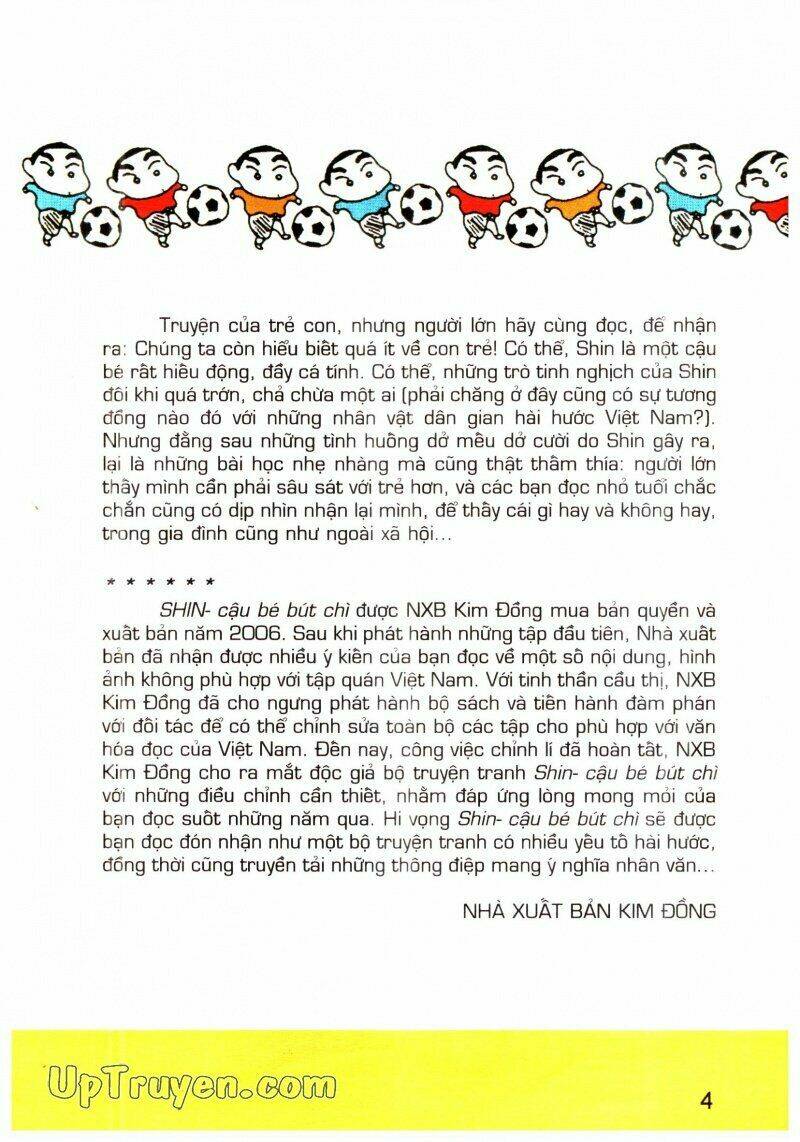 Truyện của trẻ con, nhưng người lớn hãy cùng đọc, để nhận
ra: Chúng ta còn hiểu biết quá ít về con trẻ! Có thể, Shin là một cậu
bé rất hiếu động, đầy cá tính. Có thể, những trò tinh nghịch của Shin
đôi khi quá trớn, chả chừa một ai (phải chăng ở đây cũng có sự tương
đồng nào đó với những nhân vật dân gian hài hước Việt Nam?).
Nhưng đằng sau những tình huống dở mếu dở cười do Shin gây ra,
lại là những bài học nhẹ nhàng mà cũng thật thấm thía: người lớn
thấy mình cần phải sâu sát với trẻ hơn, và các bạn đọc nhỏ tuổi chắc
chắn cũng có dịp nhìn nhận lại mình, để thấy cái gì hay và không hay,
trong gia đình cũng như ngoài xã hội...
* * * * * *
SHIN- cậu bé bút chì được NXB Kim Đồng mua bản quyền và
xuất bản năm 2006. Sau khi phát hành những tập đầu tiên, Nhà xuất
bản đã nhận được nhiều ý kiến của bạn đọc về một số nội dung, hình
ảnh không phù hợp với tập quán Việt Nam. Với tinh thần cầu thị, NXB
Kim Đồng đã cho ngưng phát hành bộ sách và tiến hành đàm phán
với đối tác để có thể chỉnh sửa toàn bộ các tập cho phù hợp với văn
hóa đọc của Việt Nam. Đến nay, công việc chỉnh lí đã hoàn tất, NXB
Kim Đồng cho ra mắt độc giả bộ truyện tranh Shin- cậu bé bút chì
với những điều chỉnh cần thiết, nhằm đáp ứng lòng mong mỏi của
bạn đọc suốt những năm qua. Hi vọng Shin- cậu bé bút chì sẽ được
bạn đọc đón nhận như một bộ truyện tranh có nhiều yếu tố hài hước,
đồng thời cũng truyền tải những thông điệp mang ý nghĩa nhân văn...
NHÀ XUẤT BẢN KIM ĐỒNG
UpTruyen.com
4